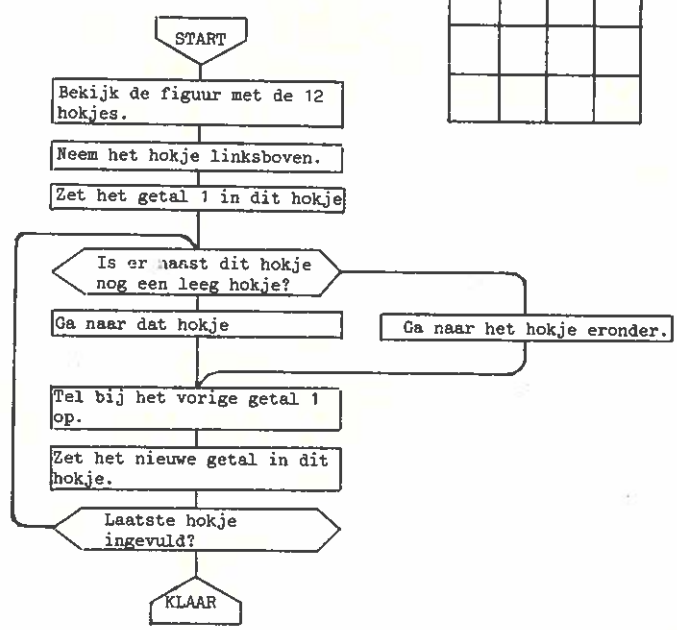 START
Bekijk de figuur met de 12
hokjes.
Neem het hokje linksboven.
Zet het getal 1 in dit hokje
Is er naast dit hokje
nog een leeg hokje?
Ga naar dat hokje
Ga naar het hokje eronder.
Tel bij het vorige getal 1
op.
Zet het nieuwe getal in dit
hokje.
Laatste hokje
ingevuld?
KLAAR